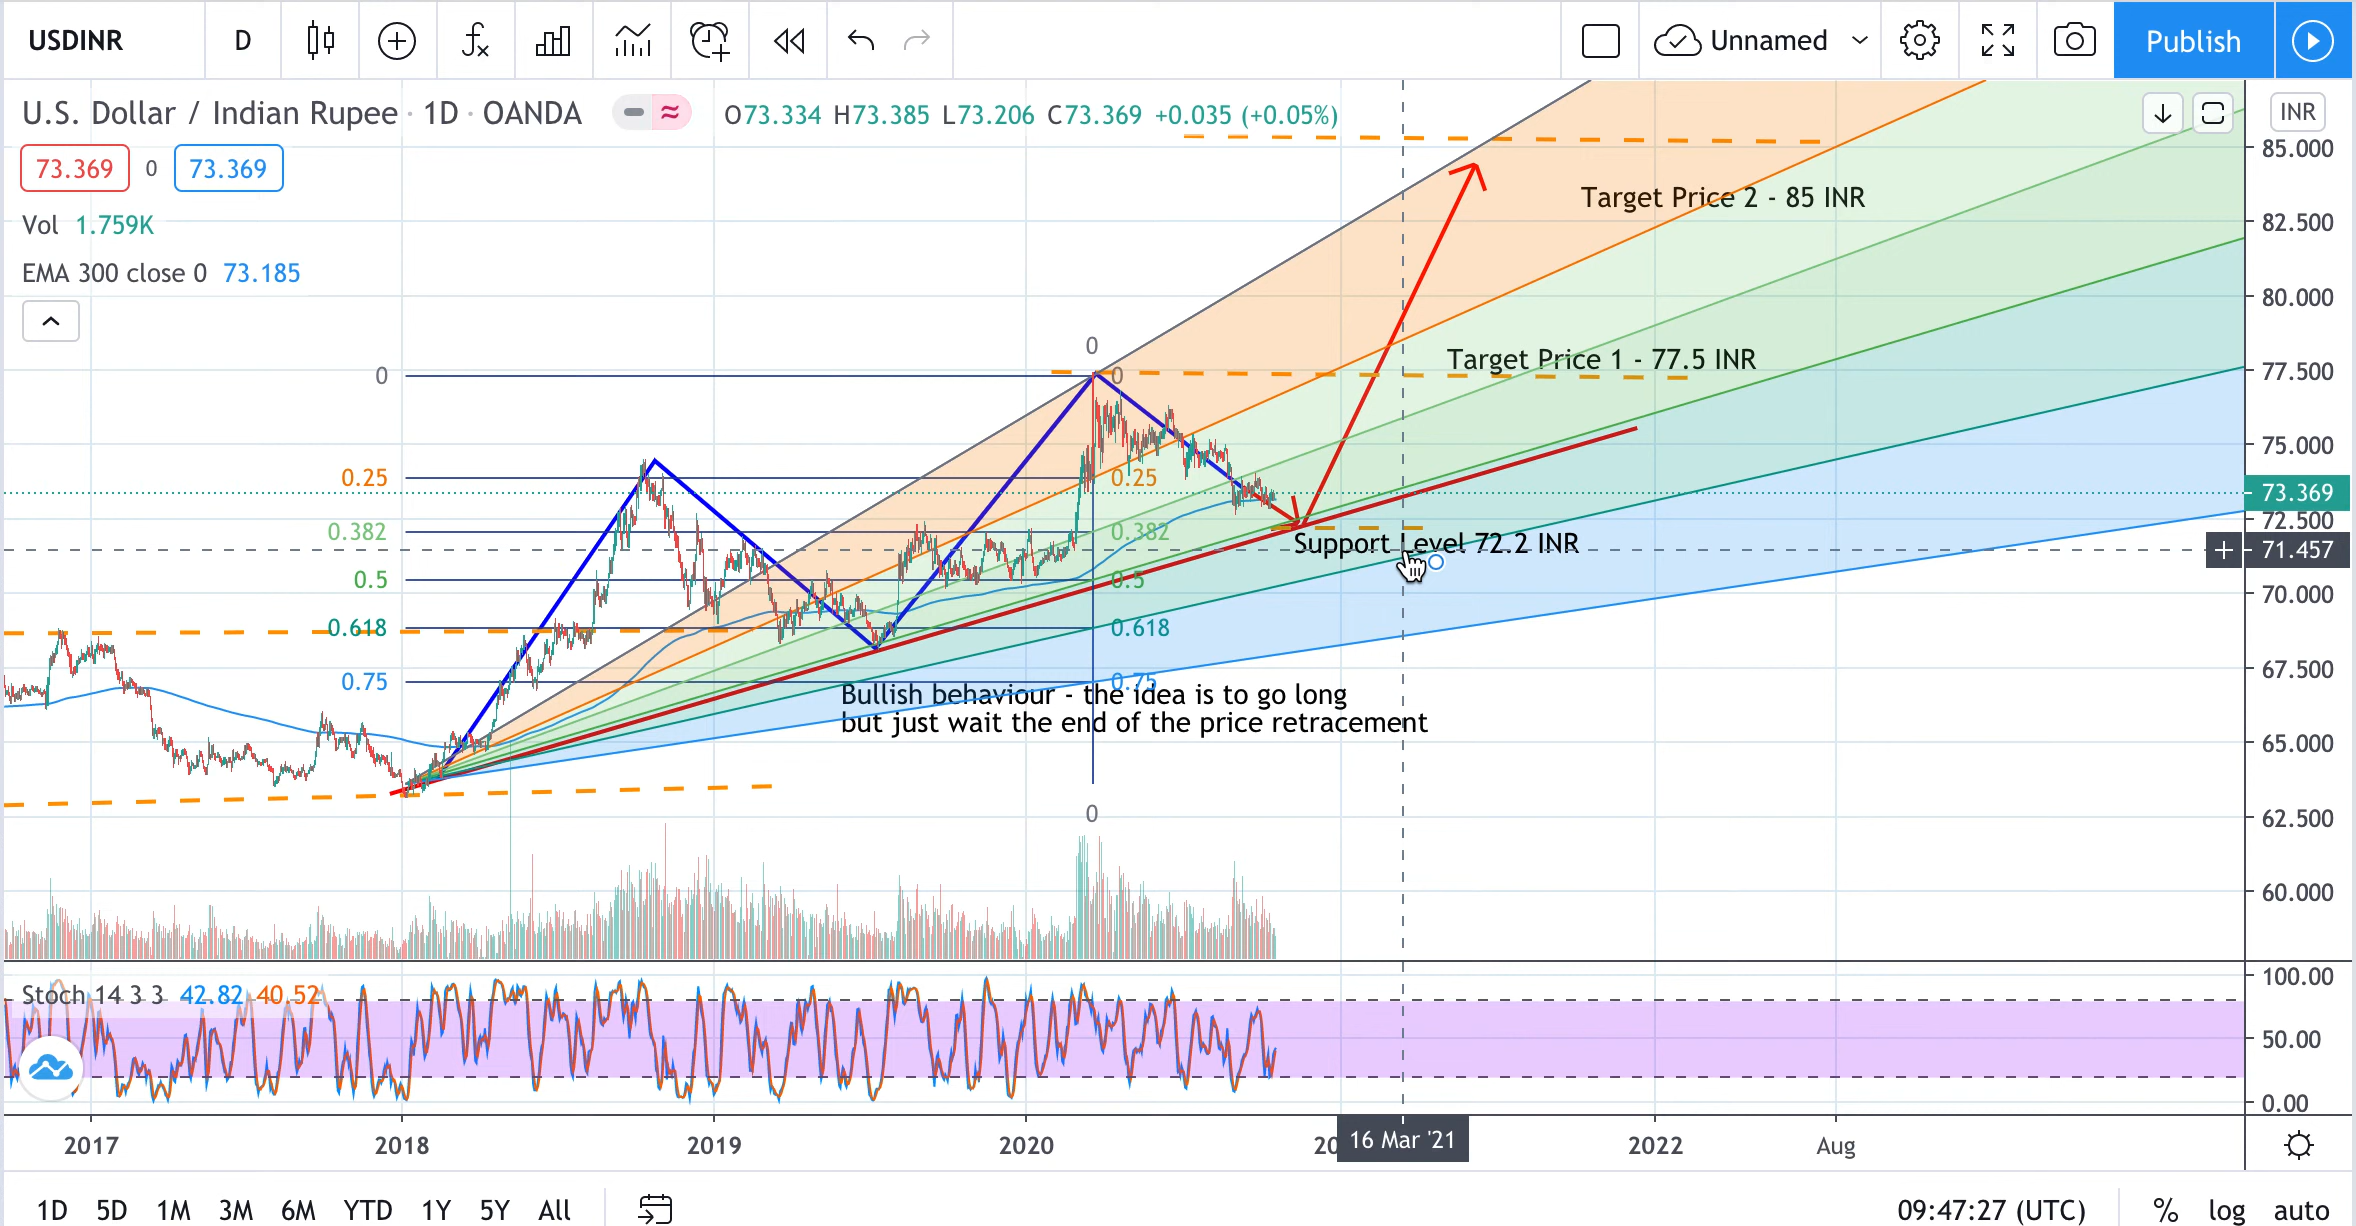 USDINR D Unnamed Publish
U.S. Dollar / Indian Rupee · 1D · OANDA O73.334 H73.385 L73.206 C73.369 +0.035 (+0.05%) INR
85.000
73.369 0 73.369
Target Price 2 - 85 INR
Vol 1.759K 82.500
EMA 300 close 0 73.185
80.000
0
Target Price 1 - 77.5 INR
0 0 77.500
75.000
0.25 0.25
73.369
72.500
0.382 0.382
Support Level 72.2 INR 71.457
0.5 0.5
70.000
0.618 0.618
67.500
0.75 0.75
Bullish behaviour - the idea is to go long
but just wait the end of the price retracement
65.000
0 62.500
60.000
100.00
Stoch 14 3 3 42.82 40.52
50.00
0.00
2017 2018 2019 2020 20 16 Mar '21 2022 Aug
1D 5D 1M 3M 6M YTD 1Y 5Y All 09:47:27 (UTC) % log auto